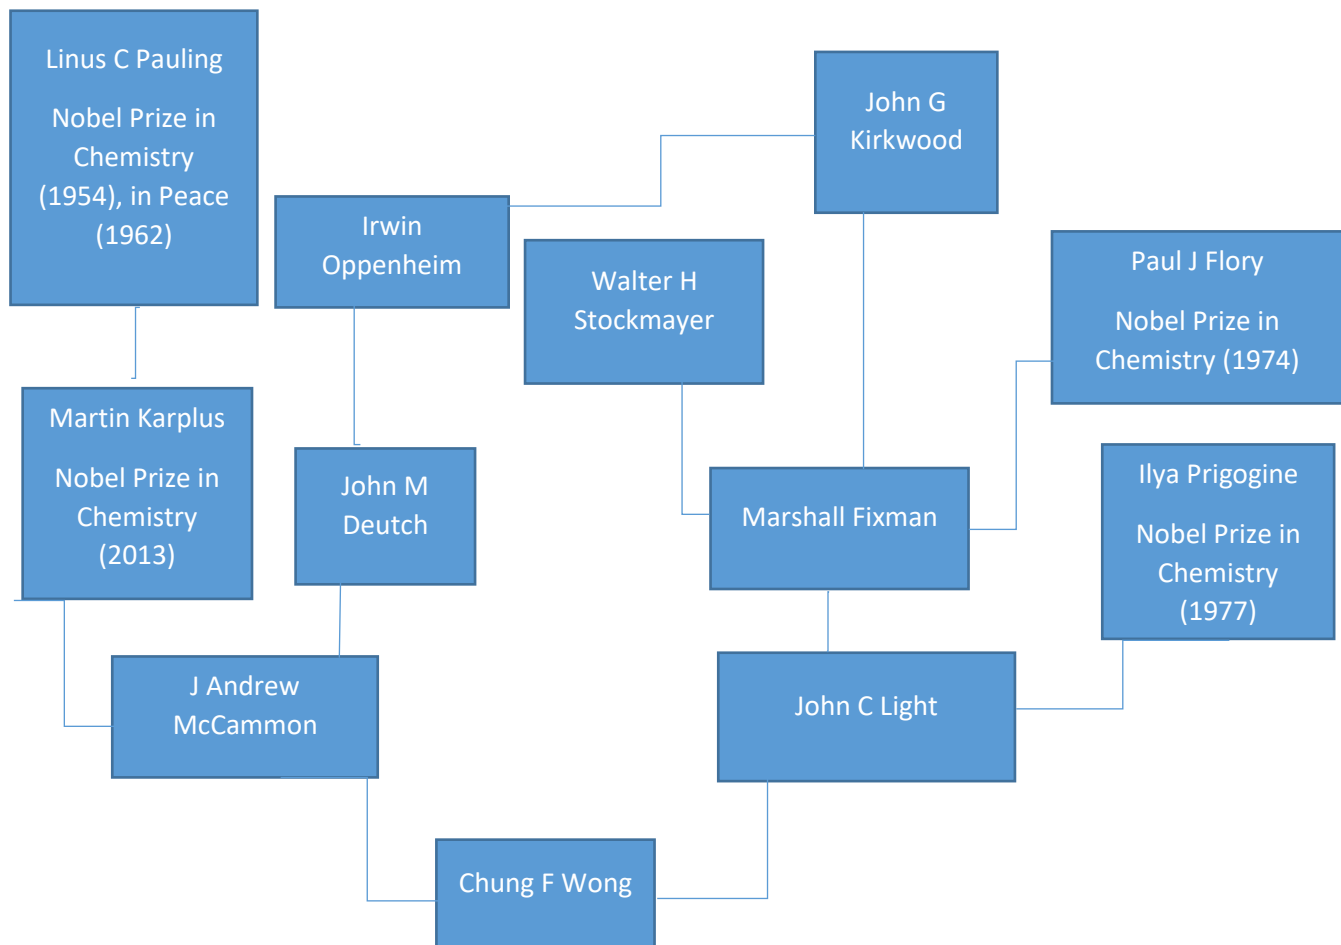 Linus C Pauling
Nobel Prize in
Chemistry
(1954), in Peace
(1962)
John G
Kirkwood
Irwin
Oppenheim
Walter H
Stockmayer
Paul J Flory
Nobel Prize in
Chemistry (1974)
Martin Karplus
Nobel Prize in
Chemistry
(2013)
John M
Deutch
Marshall Fixman
Ilya Prigogine
Nobel Prize in
Chemistry
(1977)
J Andrew
McCammon
John C Light
Chung F Wong